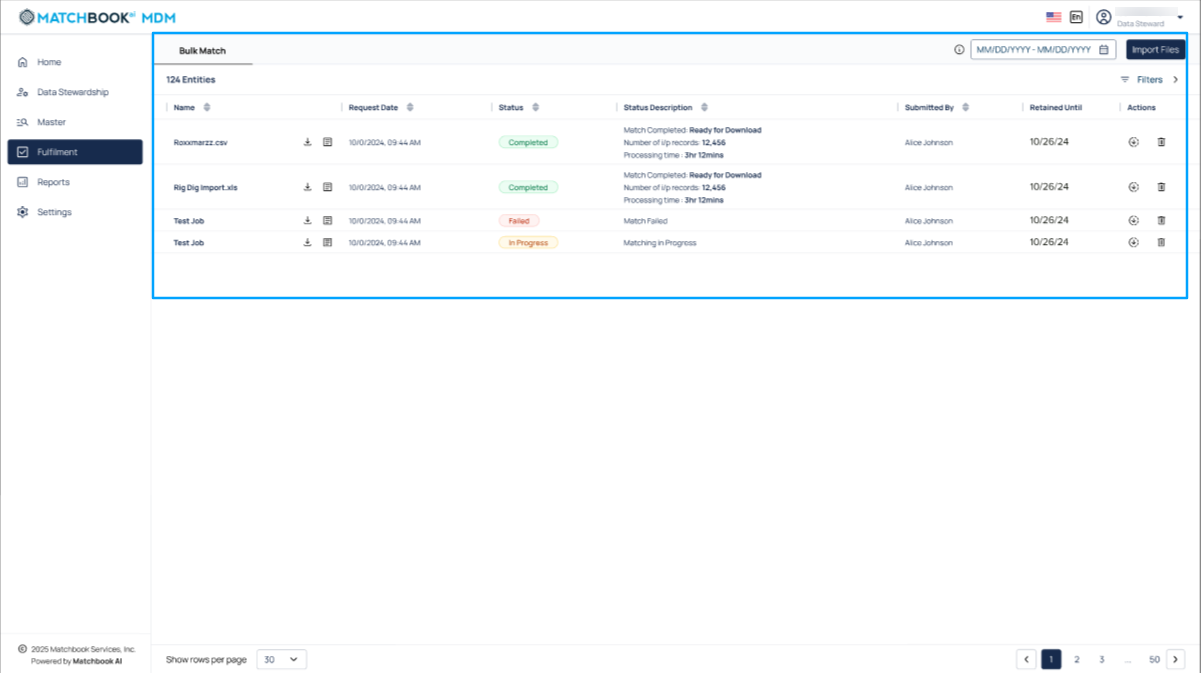 MATCHBOOK ai MDM
En
Data Steward
Home
Data Stewardship
Master
Fulfilment
Reports
Settings
Bulk Match
MM/DD/YYYY - MM/DD/YYYY
Import Files
124 Entities
Filters
Name Request Date Status Status Description Submitted By Retained Until Actions
Match Completed: Ready for Download
Roxxmarzz.csv 10/0/2024, 09:44 AM Completed Number of i/p records: 12,456 Alice Johnson 10/26/24
Processing time : 3hr 12mins
Match Completed: Ready for Download
Rig Dig Import.xls 10/0/2024, 09:44 AM Completed Number of i/p records: 12,456 Alice Johnson 10/26/24
Processing time : 3hr 12mins
Test Job 10/0/2024, 09:44 AM Failed Match Failed Alice Johnson 10/26/24
Test Job 10/0/2024, 09:44 AM In Progress Matching in Progress Alice Johnson 10/26/24
© 2025 Matchbook Services, Inc.
Powered by Matchbook AI
Show rows per page 30
1 2 3 ... 50